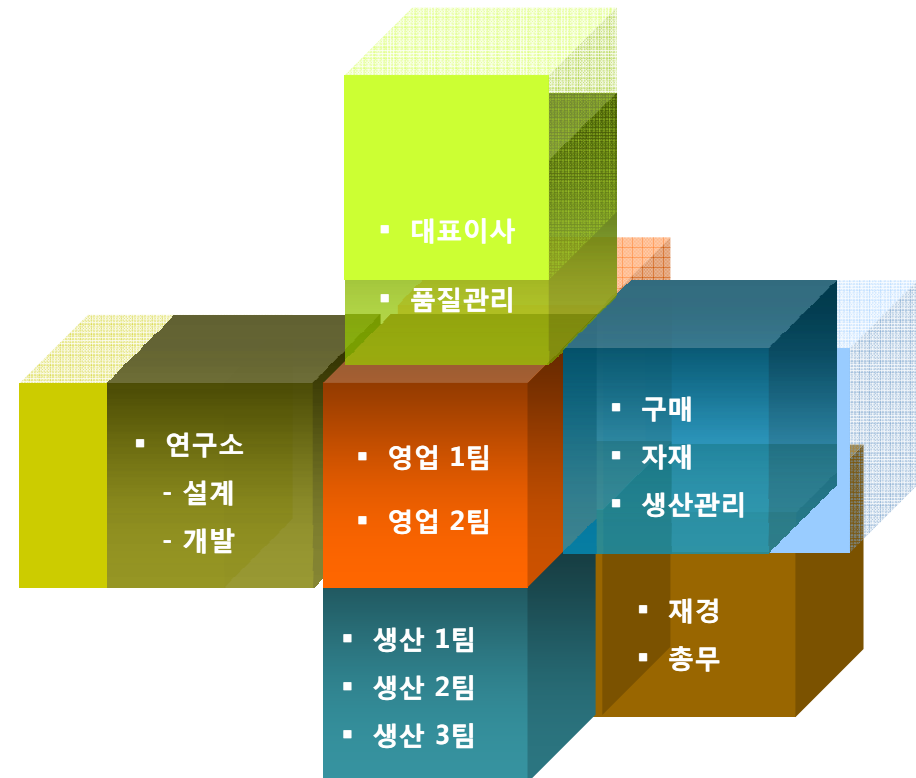 ▪ 대표이사
▪ 품질관리
▪ 연구소
- 설계
- 개발
▪ 영업 1팀
▪ 영업 2팀
▪ 구매
▪ 자재
▪ 생산관리
▪ 생산 1팀
▪ 생산 2팀
▪ 생산 3팀
▪ 재경
▪ 총무